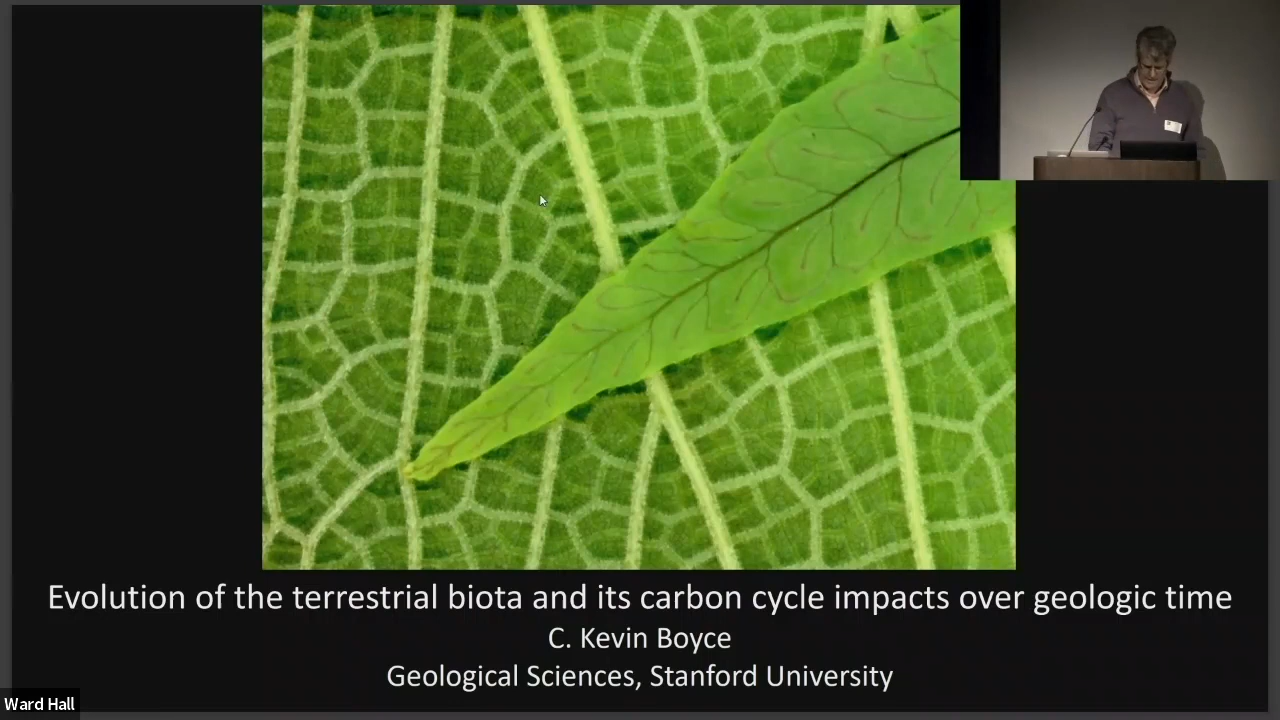 Evolution of the terrestrial biota and its carbon cycle impacts over geologic time
C. Kevin Boyce
Geological Sciences, Stanford University
Ward Hall